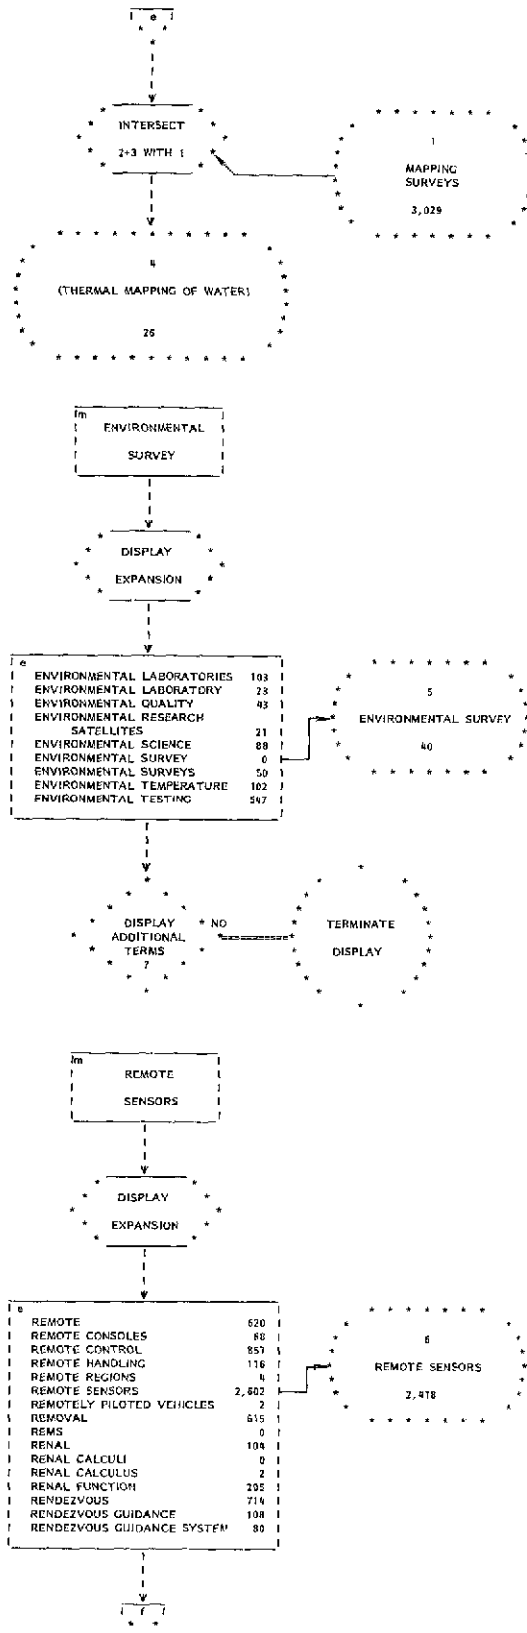 e
INTERSECT
2+3 WITH 1
1
MAPPING
SURVEYS
3,029
4
(THERMAL MAPPING OF WATER)
26
m
ENVIRONMENTAL
SURVEY
DISPLAY
EXPANSION
e
ENVIRONMENTAL LABORATORIES 103
ENVIRONMENTAL LABORATORY 23
ENVIRONMENTAL QUALITY 43
ENVIRONMENTAL RESEARCH
SATELLITES 21
ENVIRONMENTAL SCIENCE 88
ENVIRONMENTAL SURVEY 0
ENVIRONMENTAL SURVEYS 50
ENVIRONMENTAL TEMPERATURE 102
ENVIRONMENTAL TESTING 547
5
ENVIRONMENTAL SURVEY
40
DISPLAY
ADDITIONAL
TERMS
?
NO
TERMINATE
DISPLAY
m
REMOTE
SENSORS
DISPLAY
EXPANSION
e
REMOTE 620
REMOTE CONSOLES 68
REMOTE CONTROL 857
REMOTE HANDLING 116
REMOTE REGIONS 4
REMOTE SENSORS 2,602
REMOTELY PILOTED VEHICLES 2
REMOVAL 615
REMS 0
RENAL 104
RENAL CALCULI 0
RENAL CALCULUS 2
RENAL FUNCTION 205
RENDEZVOUS 714
RENDEZVOUS GUIDANCE 108
RENDEZVOUS GUIDANCE SYSTEM 80
6
REMOTE SENSORS
2,478
f